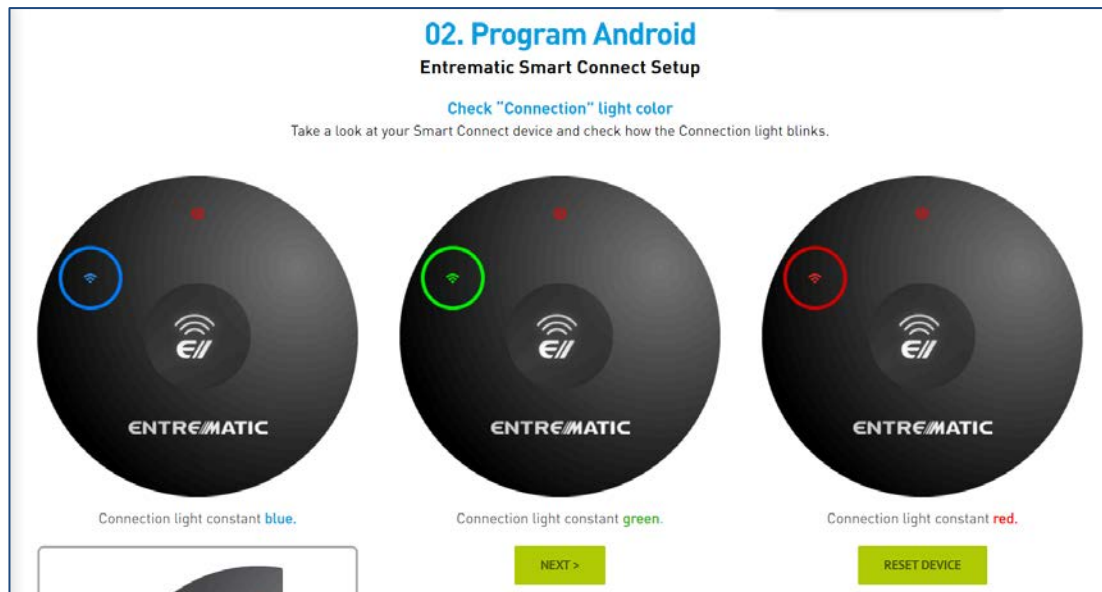 02. Program Android
Entrematic Smart Connect Setup
Check "Connection" light color
Take a look at your Smart Connect device and check how the Connection light blinks.
ENTREMATIC
ENTREMATIC
ENTREMATIC
Connection light constant blue.
Connection light constant green.
Connection light constant red.
NEXT >
RESET DEVICE